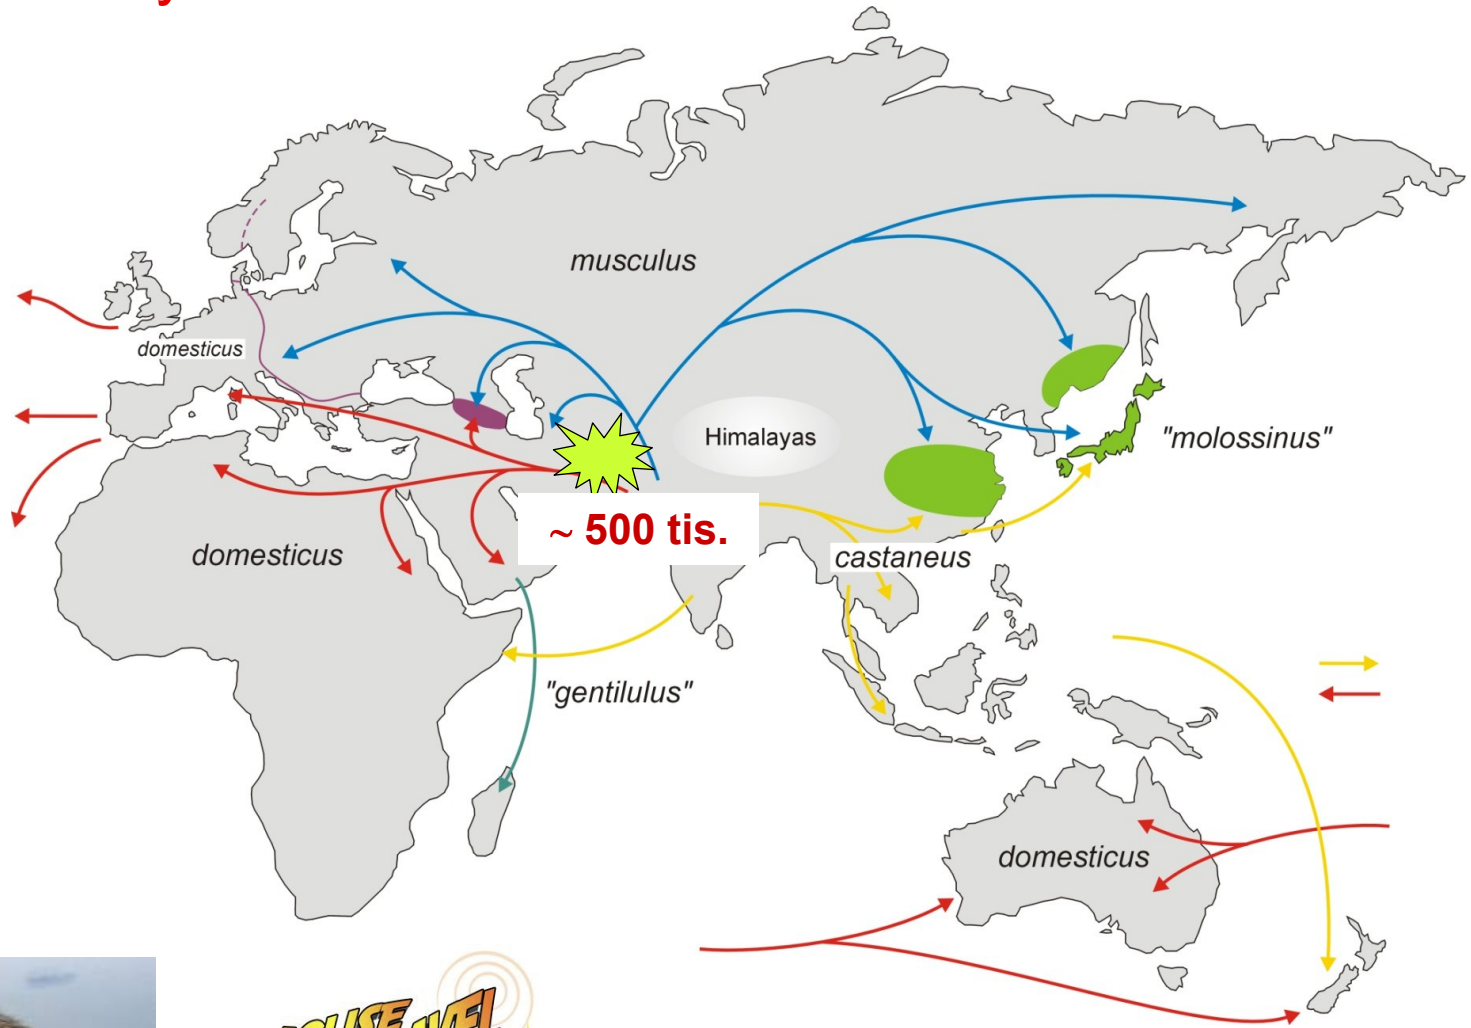 musculus
domesticus
Himalayas
"molossinus"
~ 500 tis.
domesticus
castaneus
"gentilulus"
domesticus